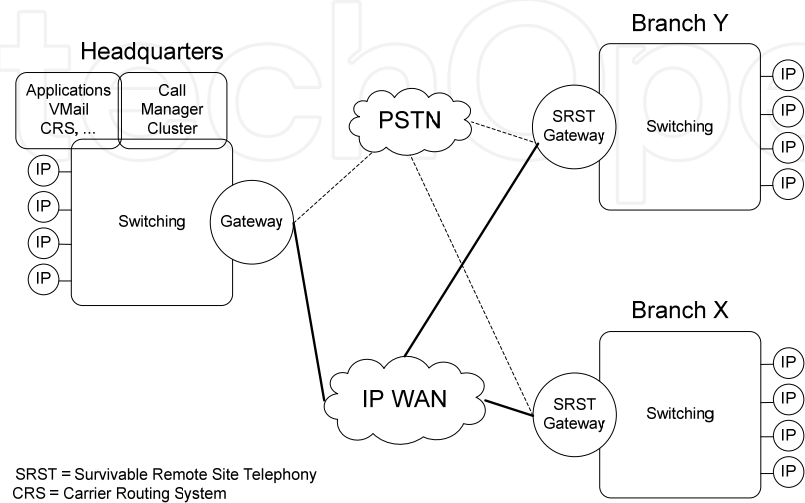 techOpe
Headquarters
Applications
VMail
CRS, ...
Call
Manager
Cluster
IP
IP
IP
IP
Switching
Gateway
PSTN
IP WAN
Branch Y
SRST
Gateway
Switching
IP
IP
IP
IP
Branch X
SRST
Gateway
Switching
IP
IP
IP
IP
SRST = Survivable Remote Site Telephony
CRS = Carrier Routing System